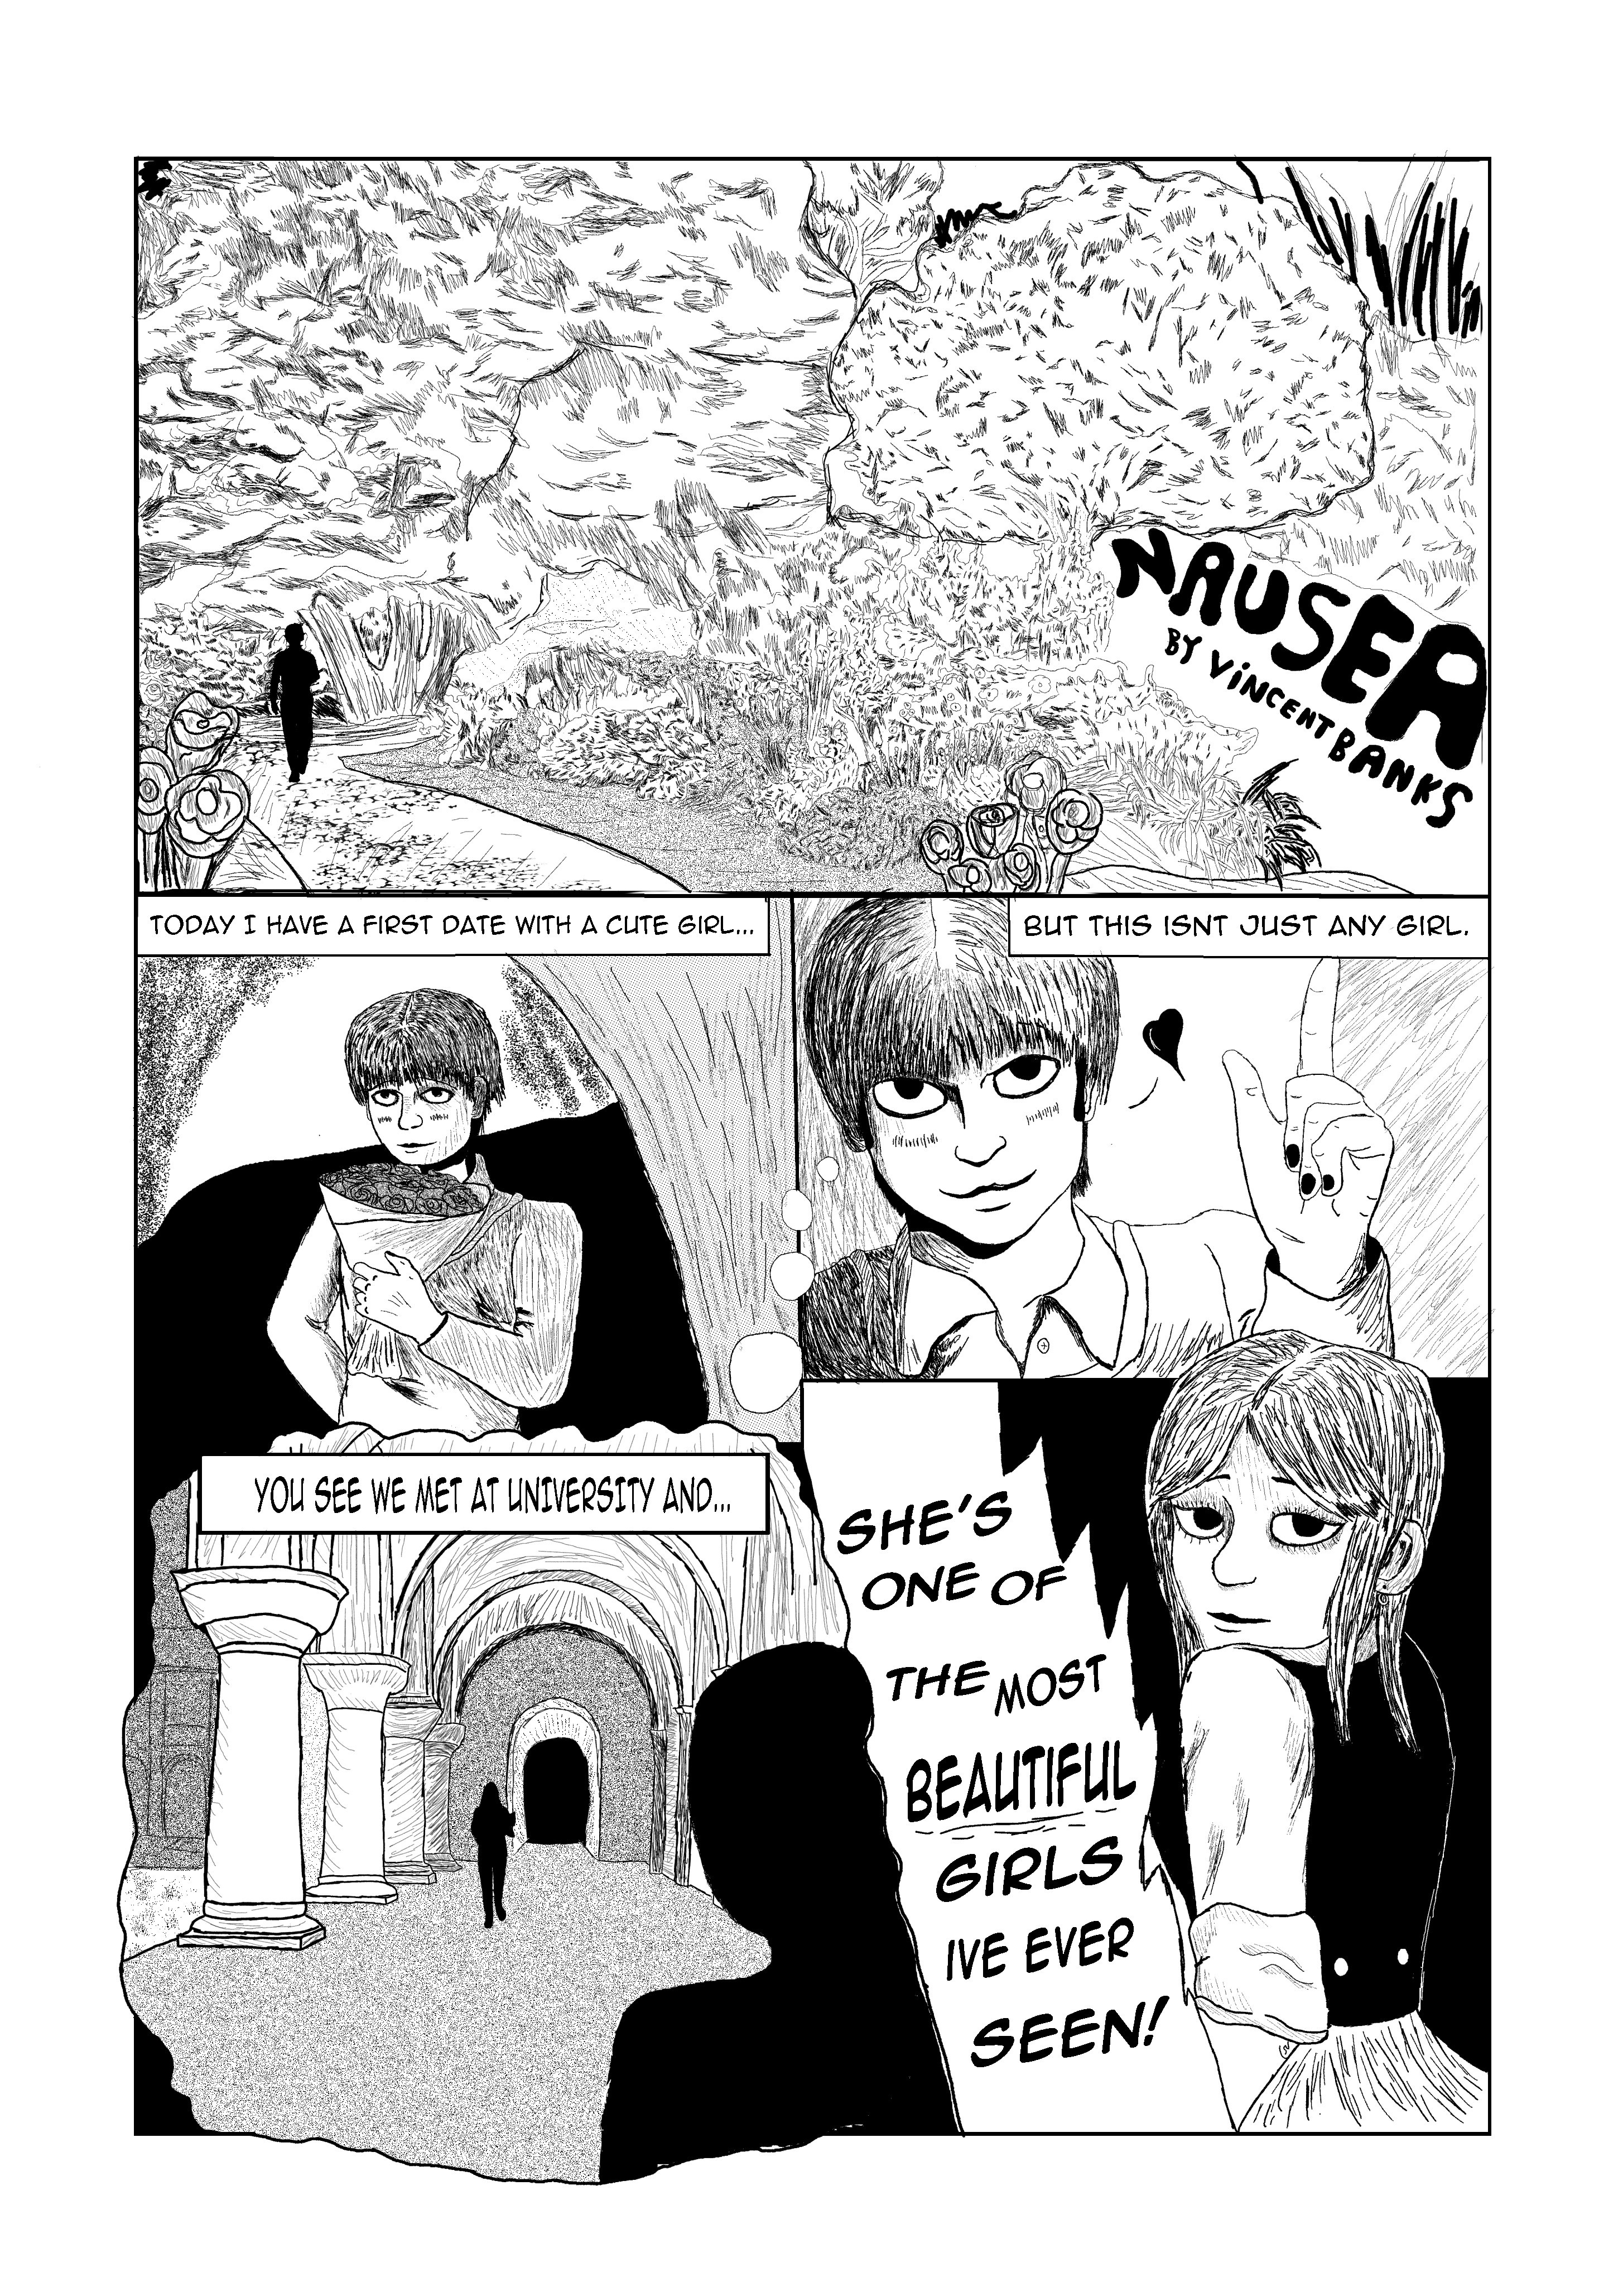 NAUSEA
BY ViNCENT BANKS
TODAY I HAVE A FIRST DATE WITH A CUTE GIRL...
BUT THIS ISNT JUST ANY GIRL.
YOU SEE WE MET AT UNIVERSITY AND...
SHE'S
ONE OF
THE MOST
BEAUTIFUL
GIRLS
IVE EVER
SEEN!